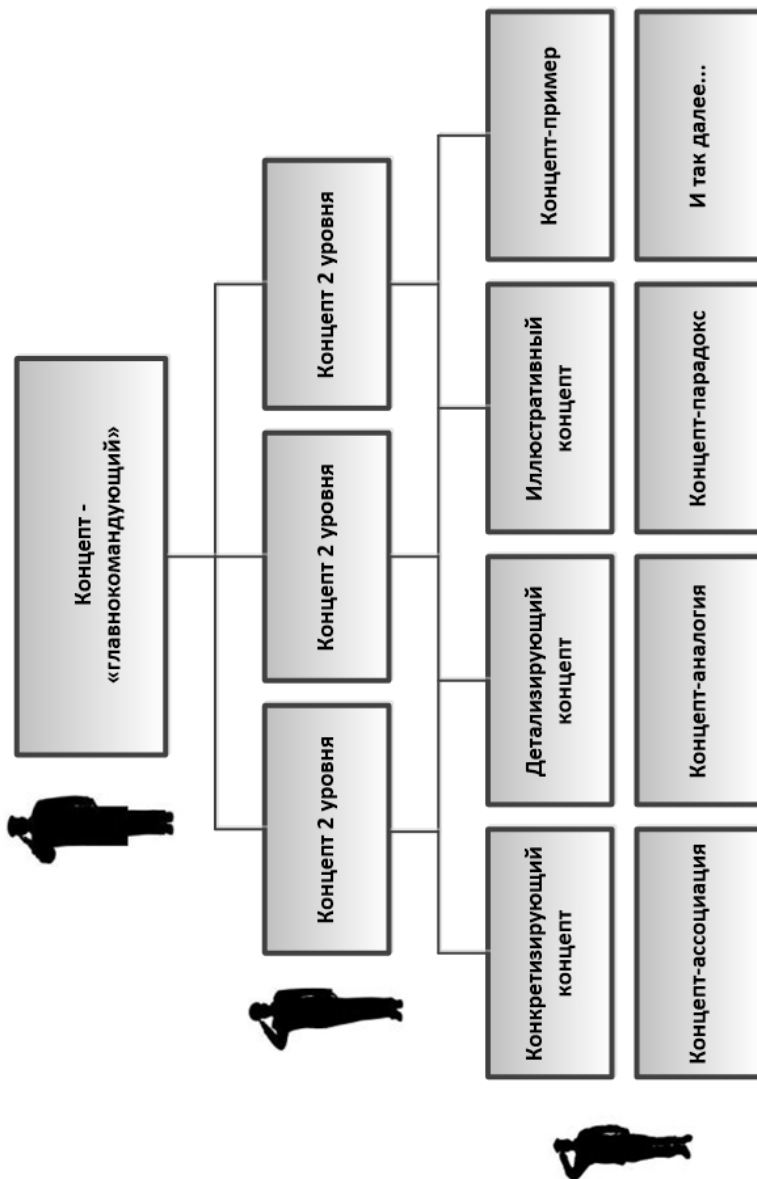 Концепт -
«главнокомандующий»
Концепт 2 уровня
Концепт 2 уровня
Концепт 2 уровня
Конкретизирующий
концепт
Детализирующий
концепт
Иллюстративный
концепт
Концепт-пример
Концепт-ассоциация
Концепт-аналогия
Концепт-парадокс
И так далее...